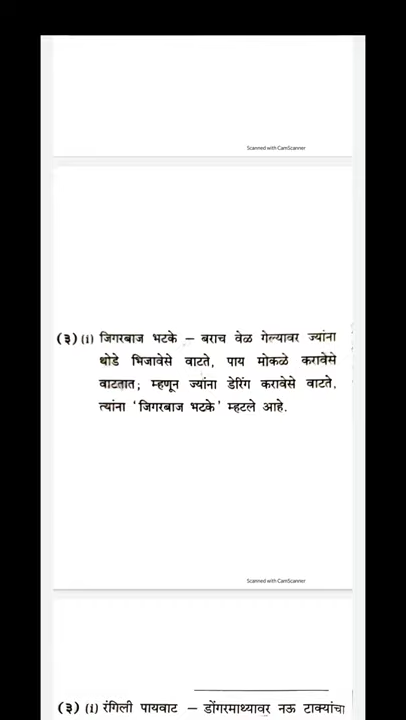 Scanned with CamScanner
(३) (i) जिगरबाज भटके – बराच वेळ गेल्यावर ज्यांना
थोडे भिजावेसे वाटते, पाय मोकळे करावेसे
वाटतात; म्हणून ज्यांना डेरिंग करावेसे वाटते,
त्यांना ‘जिगरबाज भटके’ म्हटले आहे.
Scanned with CamScanner
(३) (i) रंगिली पायवाट – डोंगरमाथ्यावर नऊ टाक्यांचा